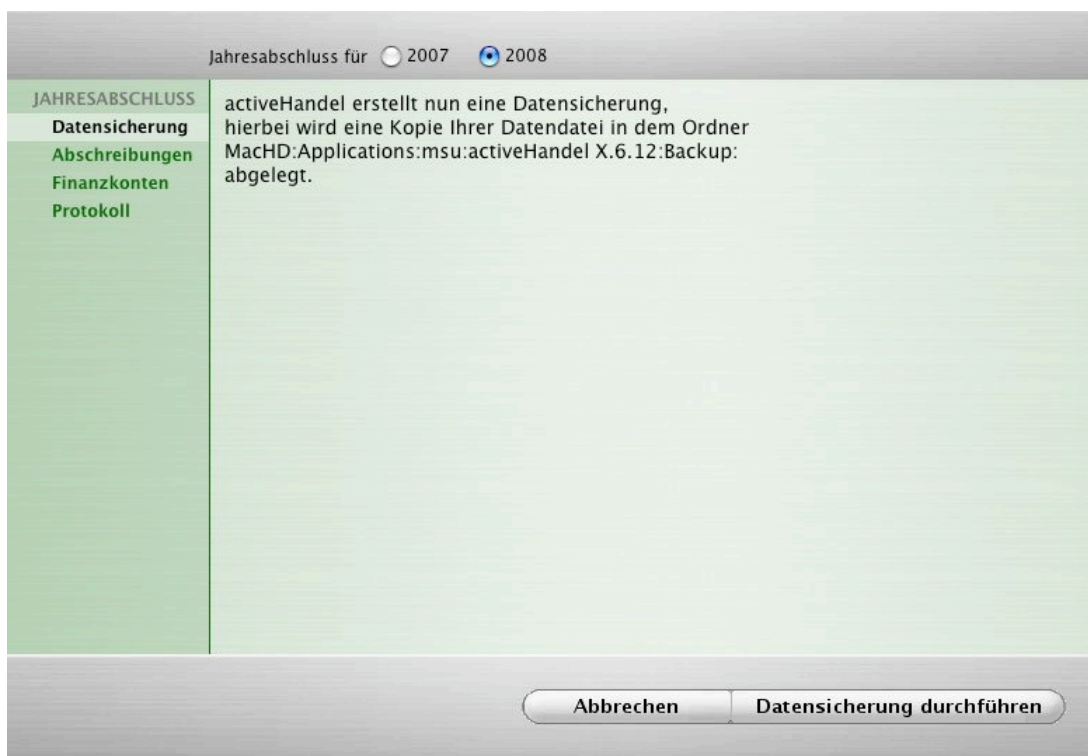 Jahresabschluss für 2007 2008
JAHRESABSCHLUSS
Datensicherung
Abschreibungen
Finanzkonten
Protokoll
activeHandel erstellt nun eine Datensicherung,
hierbei wird eine Kopie Ihrer Datendatei in dem Ordner
MacHD:Applications:msu:activeHandel X.6.12:Backup:
abgelegt.
Abbrechen Datensicherung durchführen